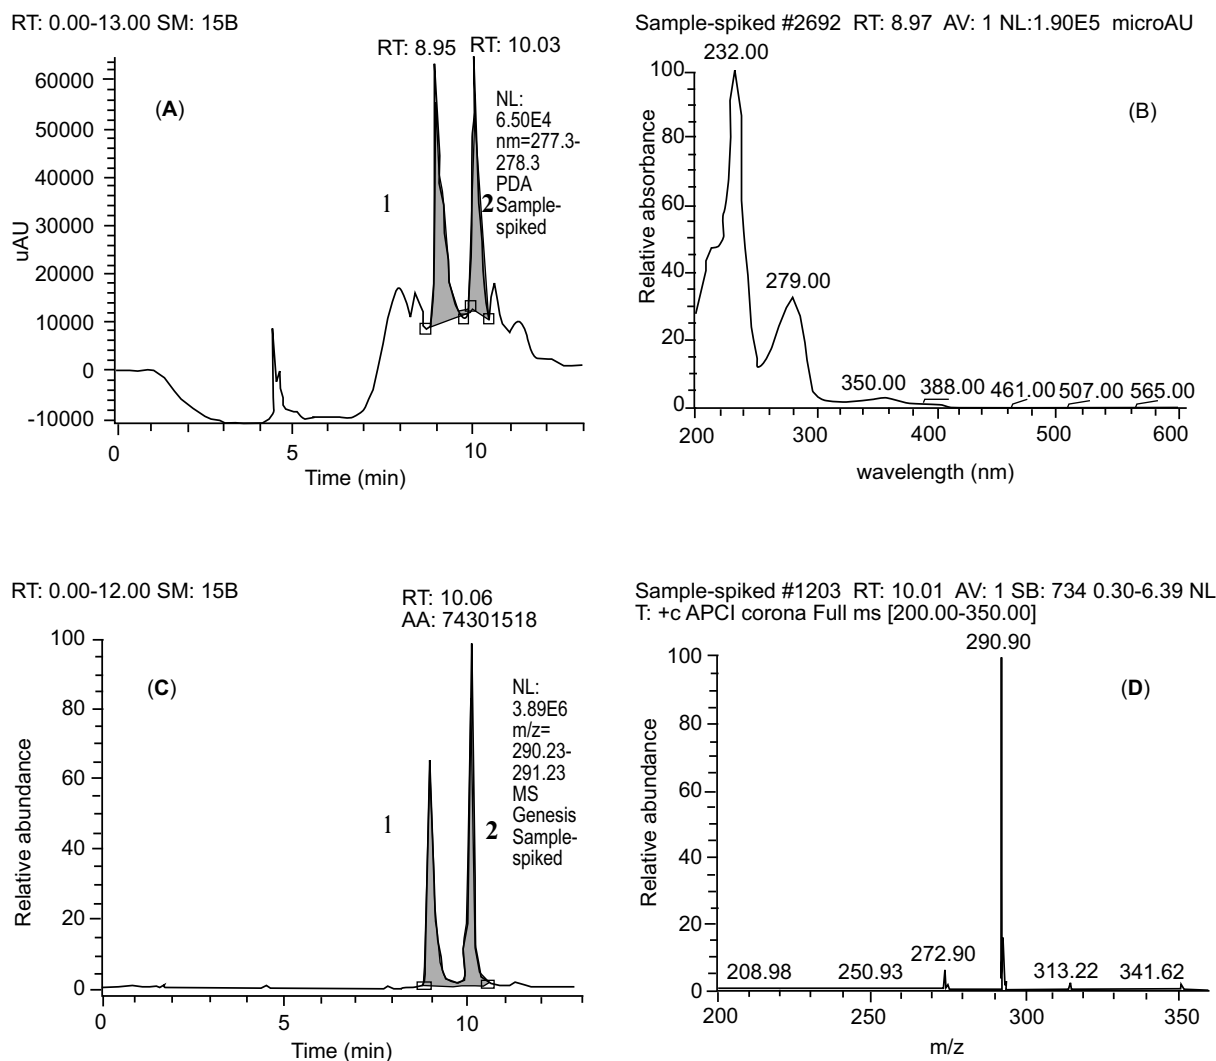 RT: 0.00-13.00 SM: 15B
RT: 8.95
RT: 10.03
60000
50000
40000
30000
20000
10000
0
-10000
uAU
(A)
NL:
6.50E4
nm=277.3-
278.3
PDA
Sample-
spiked
1
2
0
5
10
Time (min)
Sample-spiked #2692 RT: 8.97 AV: 1 NL:1.90E5 microAU
232.00
(B)
100
80
60
40
20
0
Relative absorbance
279.00
350.00
388.00
461.00
507.00
565.00
200
300
400
500
600
wavelength (nm)
RT: 0.00-12.00 SM: 15B
RT: 10.06
AA: 74301518
100
80
60
40
20
0
Relative abundance
(C)
NL:
3.89E6
m/z=
290.23-
291.23
MS
Genesis
Sample-
spiked
1
2
0
5
10
Time (min)
Sample-spiked #1203 RT: 10.01 AV: 1 SB: 734 0.30-6.39 NL
T: +c APCI corona Full ms [200.00-350.00]
290.90
(D)
100
80
60
40
20
0
Relative abundance
208.98
250.93
272.90
313.22
341.62
200
250
300
350
m/z